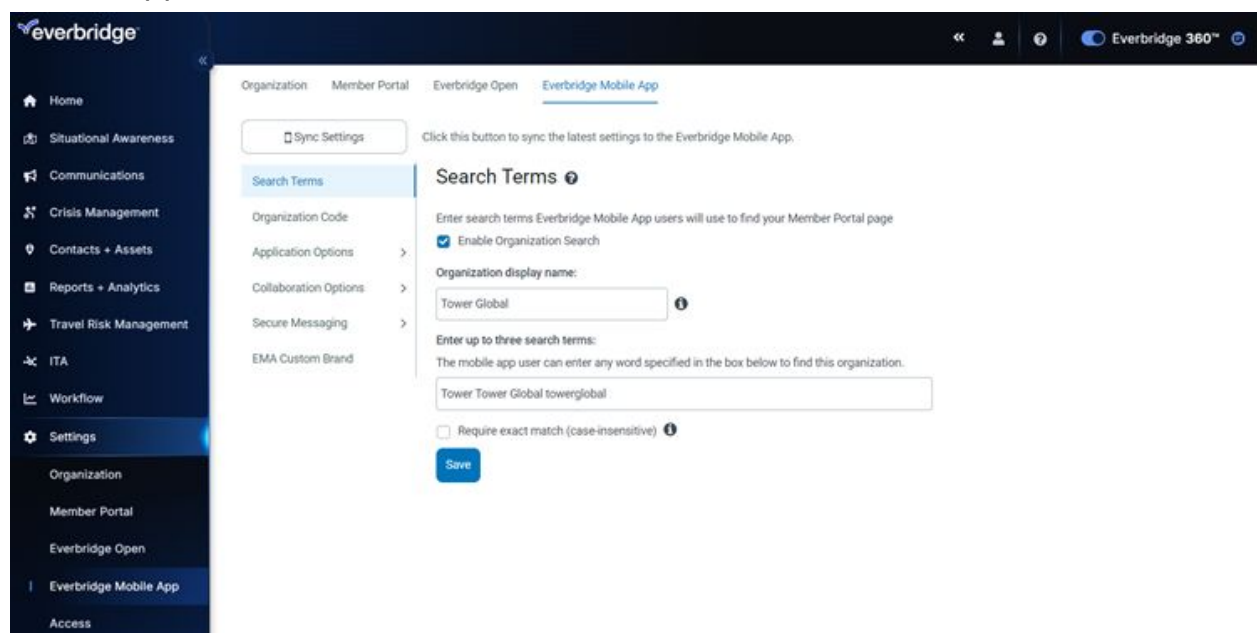 everbridge
Everbridge 360™
Home
Situational Awareness
Communications
Crisis Management
Contacts + Assets
Reports + Analytics
Travel Risk Management
ITA
Workflow
Settings
Organization
Member Portal
Everbridge Open
Everbridge Mobile App
Access
Organization Member Portal Everbridge Open Everbridge Mobile App
Sync Settings Click this button to sync the latest settings to the Everbridge Mobile App.
Search Terms
Organization Code
Application Options
Collaboration Options
Secure Messaging
EMA Custom Brand
Search Terms
Enter search terms Everbridge Mobile App users will use to find your Member Portal page
Enable Organization Search
Organization display name:
Tower Global
Enter up to three search terms:
The mobile app user can enter any word specified in the box below to find this organization.
Tower Tower Global towerglobal
Require exact match (case-insensitive)
Save